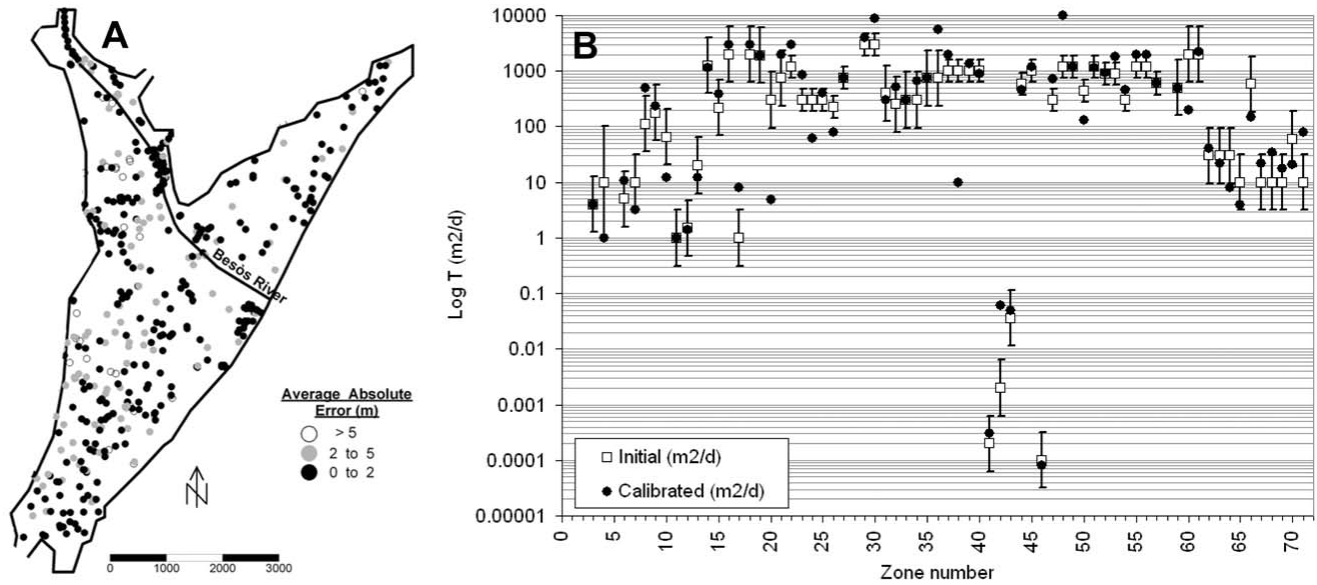 A
Besòs River
Average Absolute
Error (m)
> 5
2 to 5
0 to 2
N
0 1000 2000 3000
B
Log T (m2/d)
10000
1000
100
10
1
0.1
0.01
0.001
0.0001
0.00001
Initial (m2/d)
Calibrated (m2/d)
0 5 10 15 20 25 30 35 40 45 50 55 60 65 70
Zone number